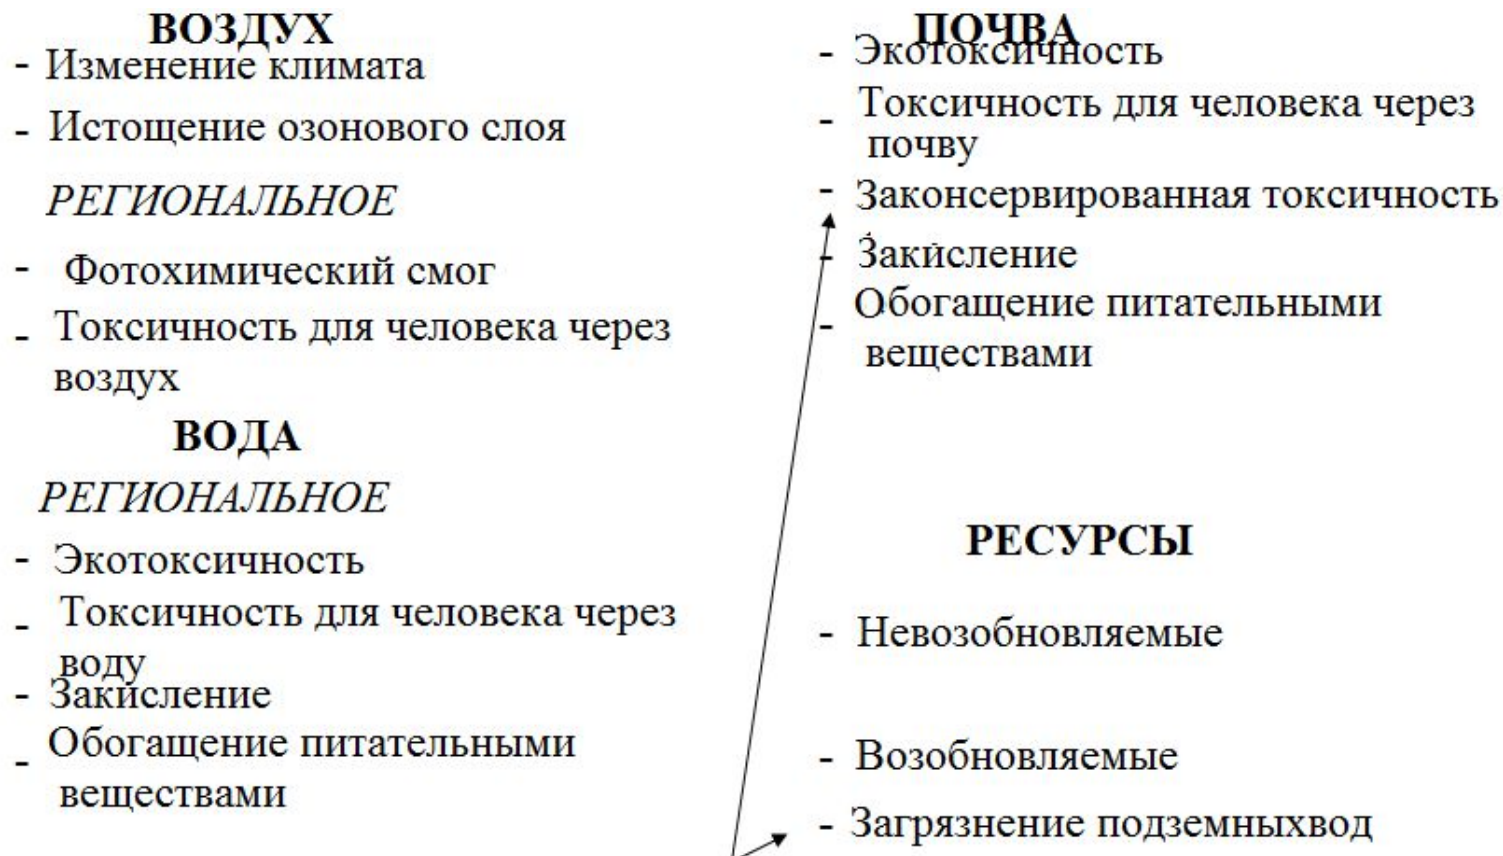 ВОЗДУХ
- Изменение климата
- Истощение озонового слоя
РЕГИОНАЛЬНОЕ
- Фотохимический смог
- Токсичность для человека через
воздух
ВОДА
РЕГИОНАЛЬНОЕ
- Экотоксичность
- Токсичность для человека через
воду
- Закисление
- Обогащение питательными
веществами
ПОЧВА
- Экотоксичность
- Токсичность для человека через
почву
- Законсервированная токсичность
- Закисление
- Обогащение питательными
веществами
РЕСУРСЫ
- Невозобновляемые
- Возобновляемые
- Загрязнение подземныхвод